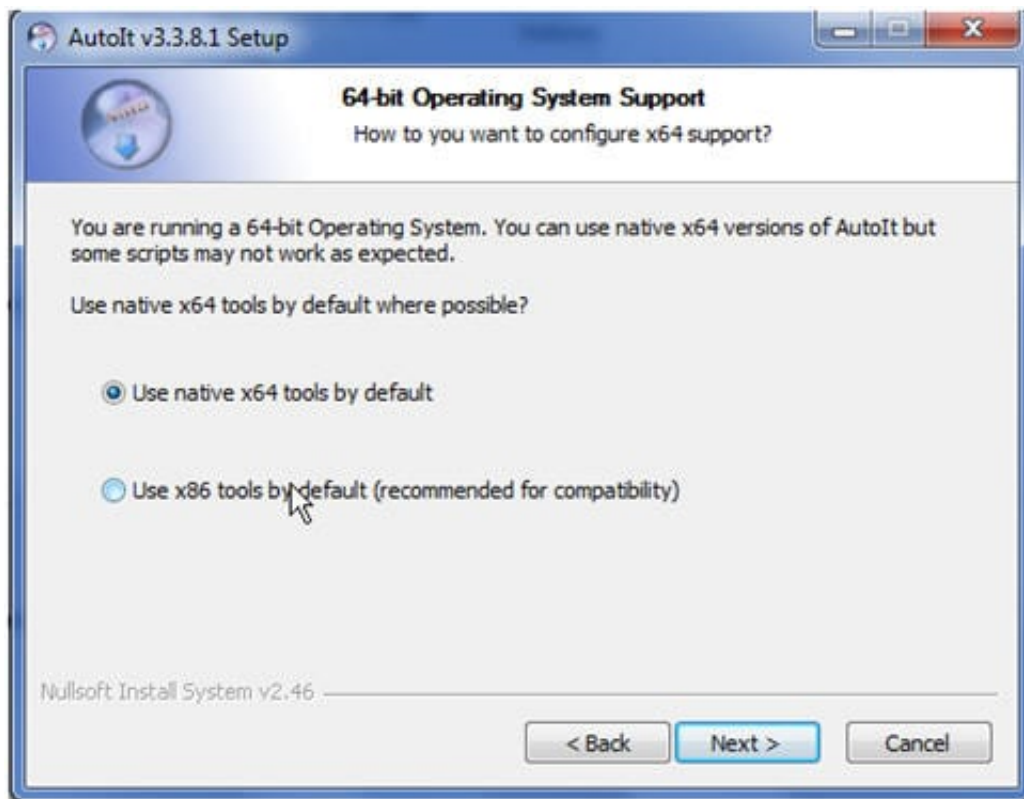 AutoIt v3.3.8.1 Setup
64-bit Operating System Support
How to you want to configure x64 support?
You are running a 64-bit Operating System. You can use native x64 versions of AutoIt but
some scripts may not work as expected.
Use native x64 tools by default where possible?
Use native x64 tools by default
Use x86 tools by default (recommended for compatibility)
Nullsoft Install System v2.46
< Back
Next >
Cancel